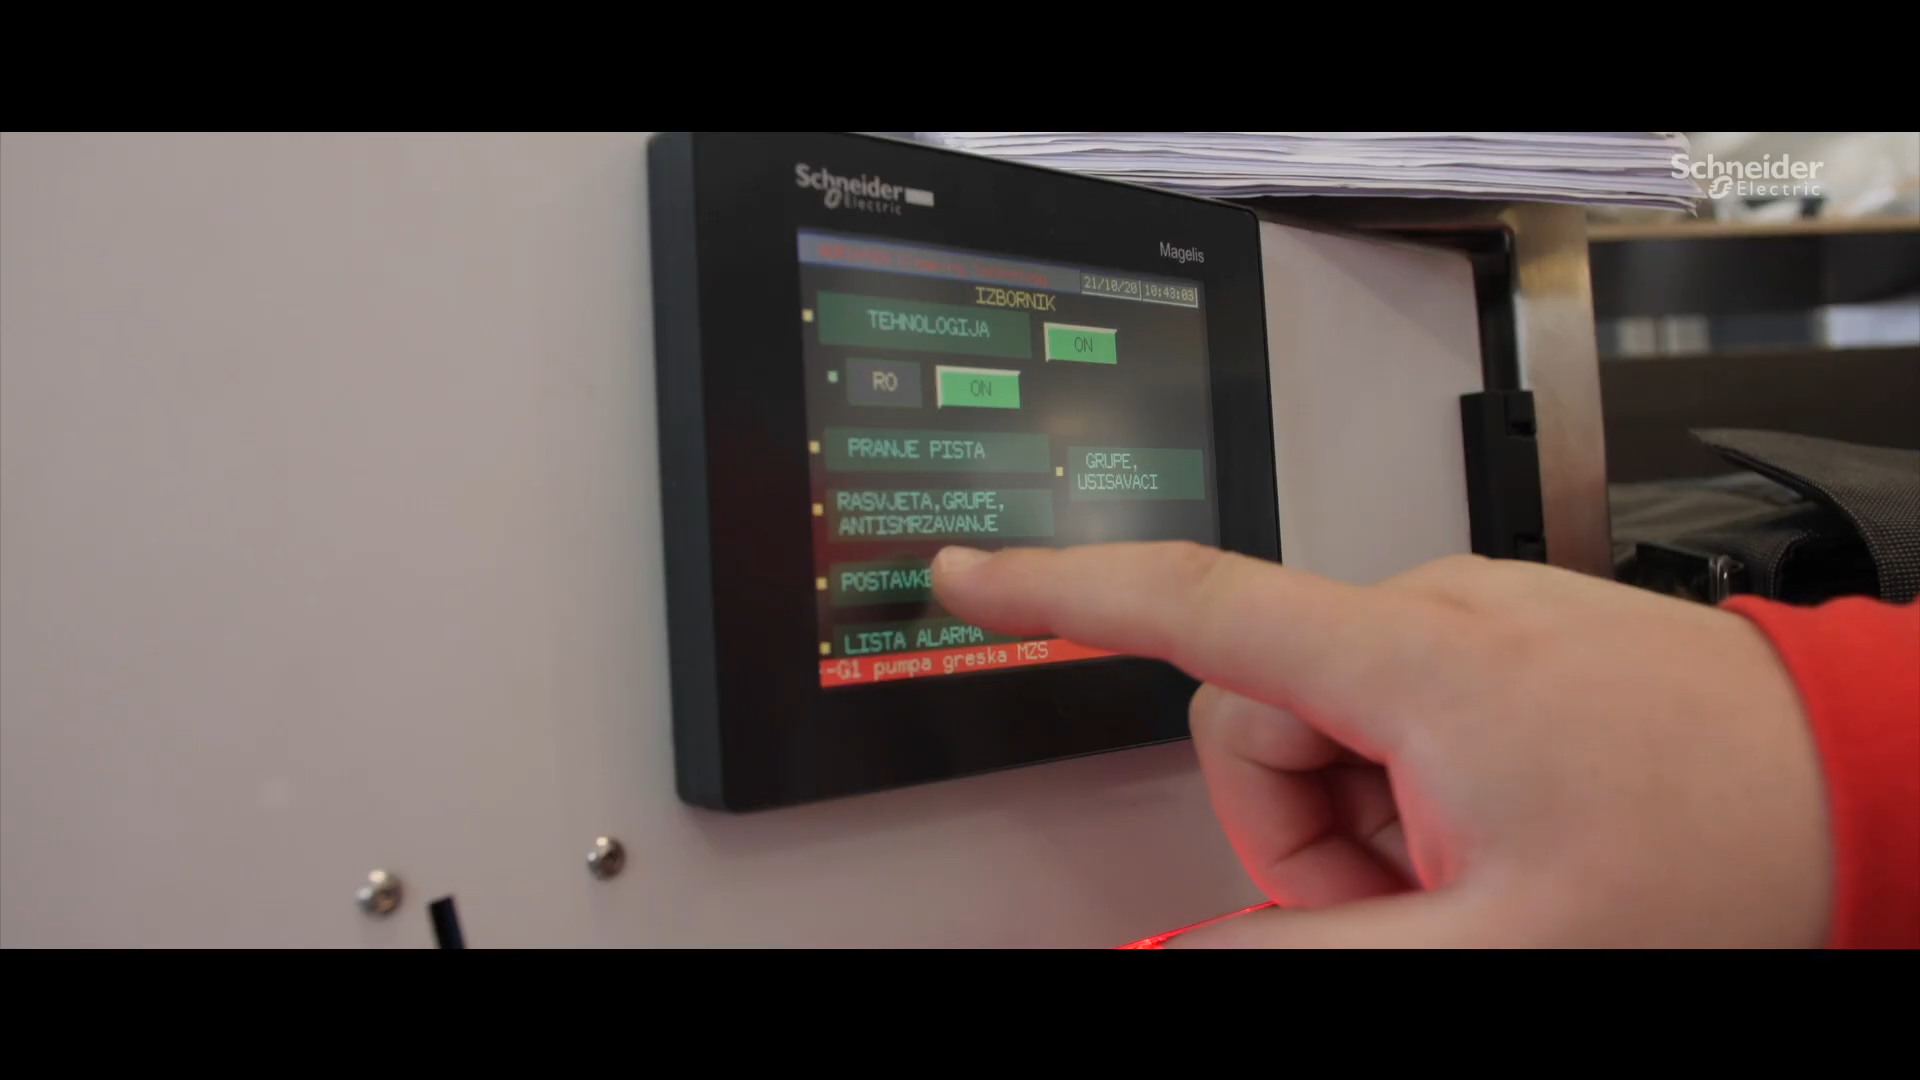 Schneider
Electric
Schneider
Electric
Magelis
21/10/20 10:43:03
IZBORNIK
TEHNOLOGIJA
ON
RO
ON
PRANJE PISTA
GRUPE,
USISAVACI
RASVJETA,GRUPE,
ANTISMRZAVANJE
POSTAVKE
LISTA ALARMA
--G1 pumpa greska MZS